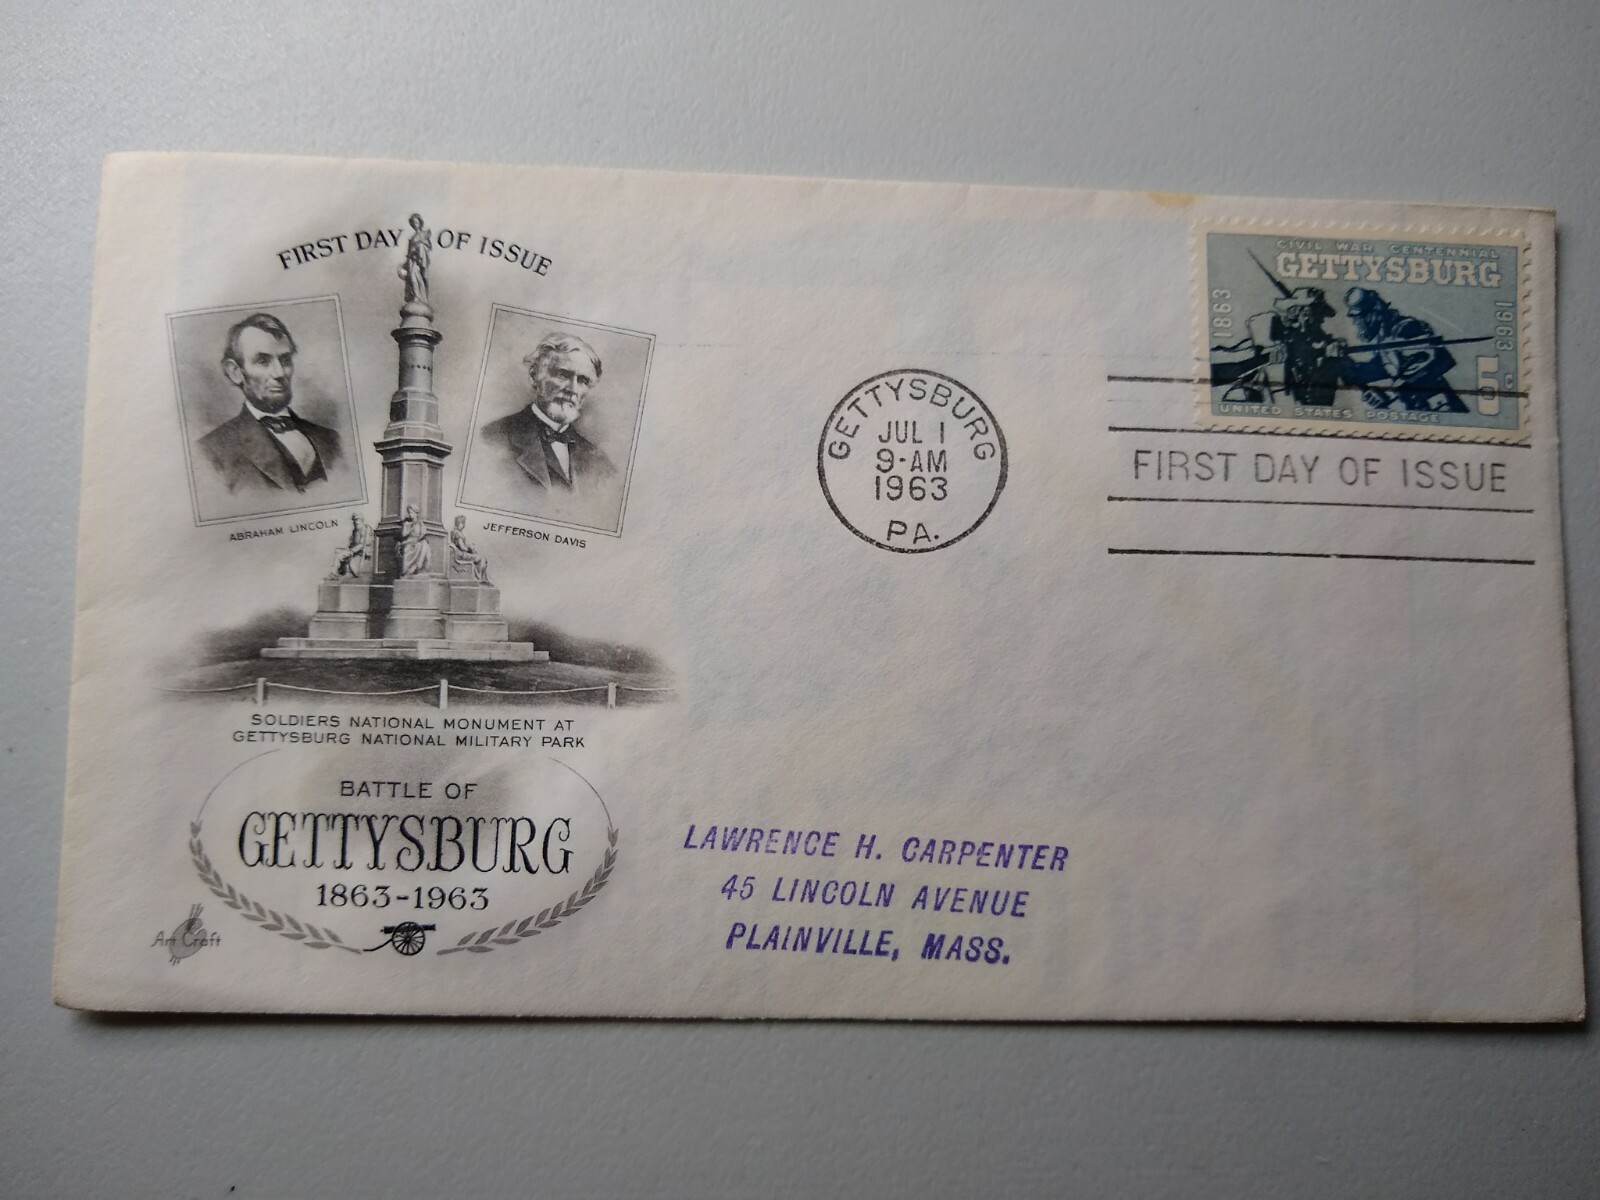 FIRST DAY OF ISSUE
ABRAHAM LINCOLN
JEFFERSON DAVIS
SOLDIERS NATIONAL MONUMENT AT
GETTYSBURG NATIONAL MILITARY PARK
BATTLE OF
GETTYSBURG
1863-1963
Art Craft
CIVIL WAR CENTENNIAL
GETTYSBURG
1863
1963
5c
UNITED STATES POSTAGE
GETTYSBURG
JUL 1
9-AM
1963
PA.
FIRST DAY OF ISSUE
LAWRENCE H. CARPENTER
45 LINCOLN AVENUE
PLAINVILLE, MASS.